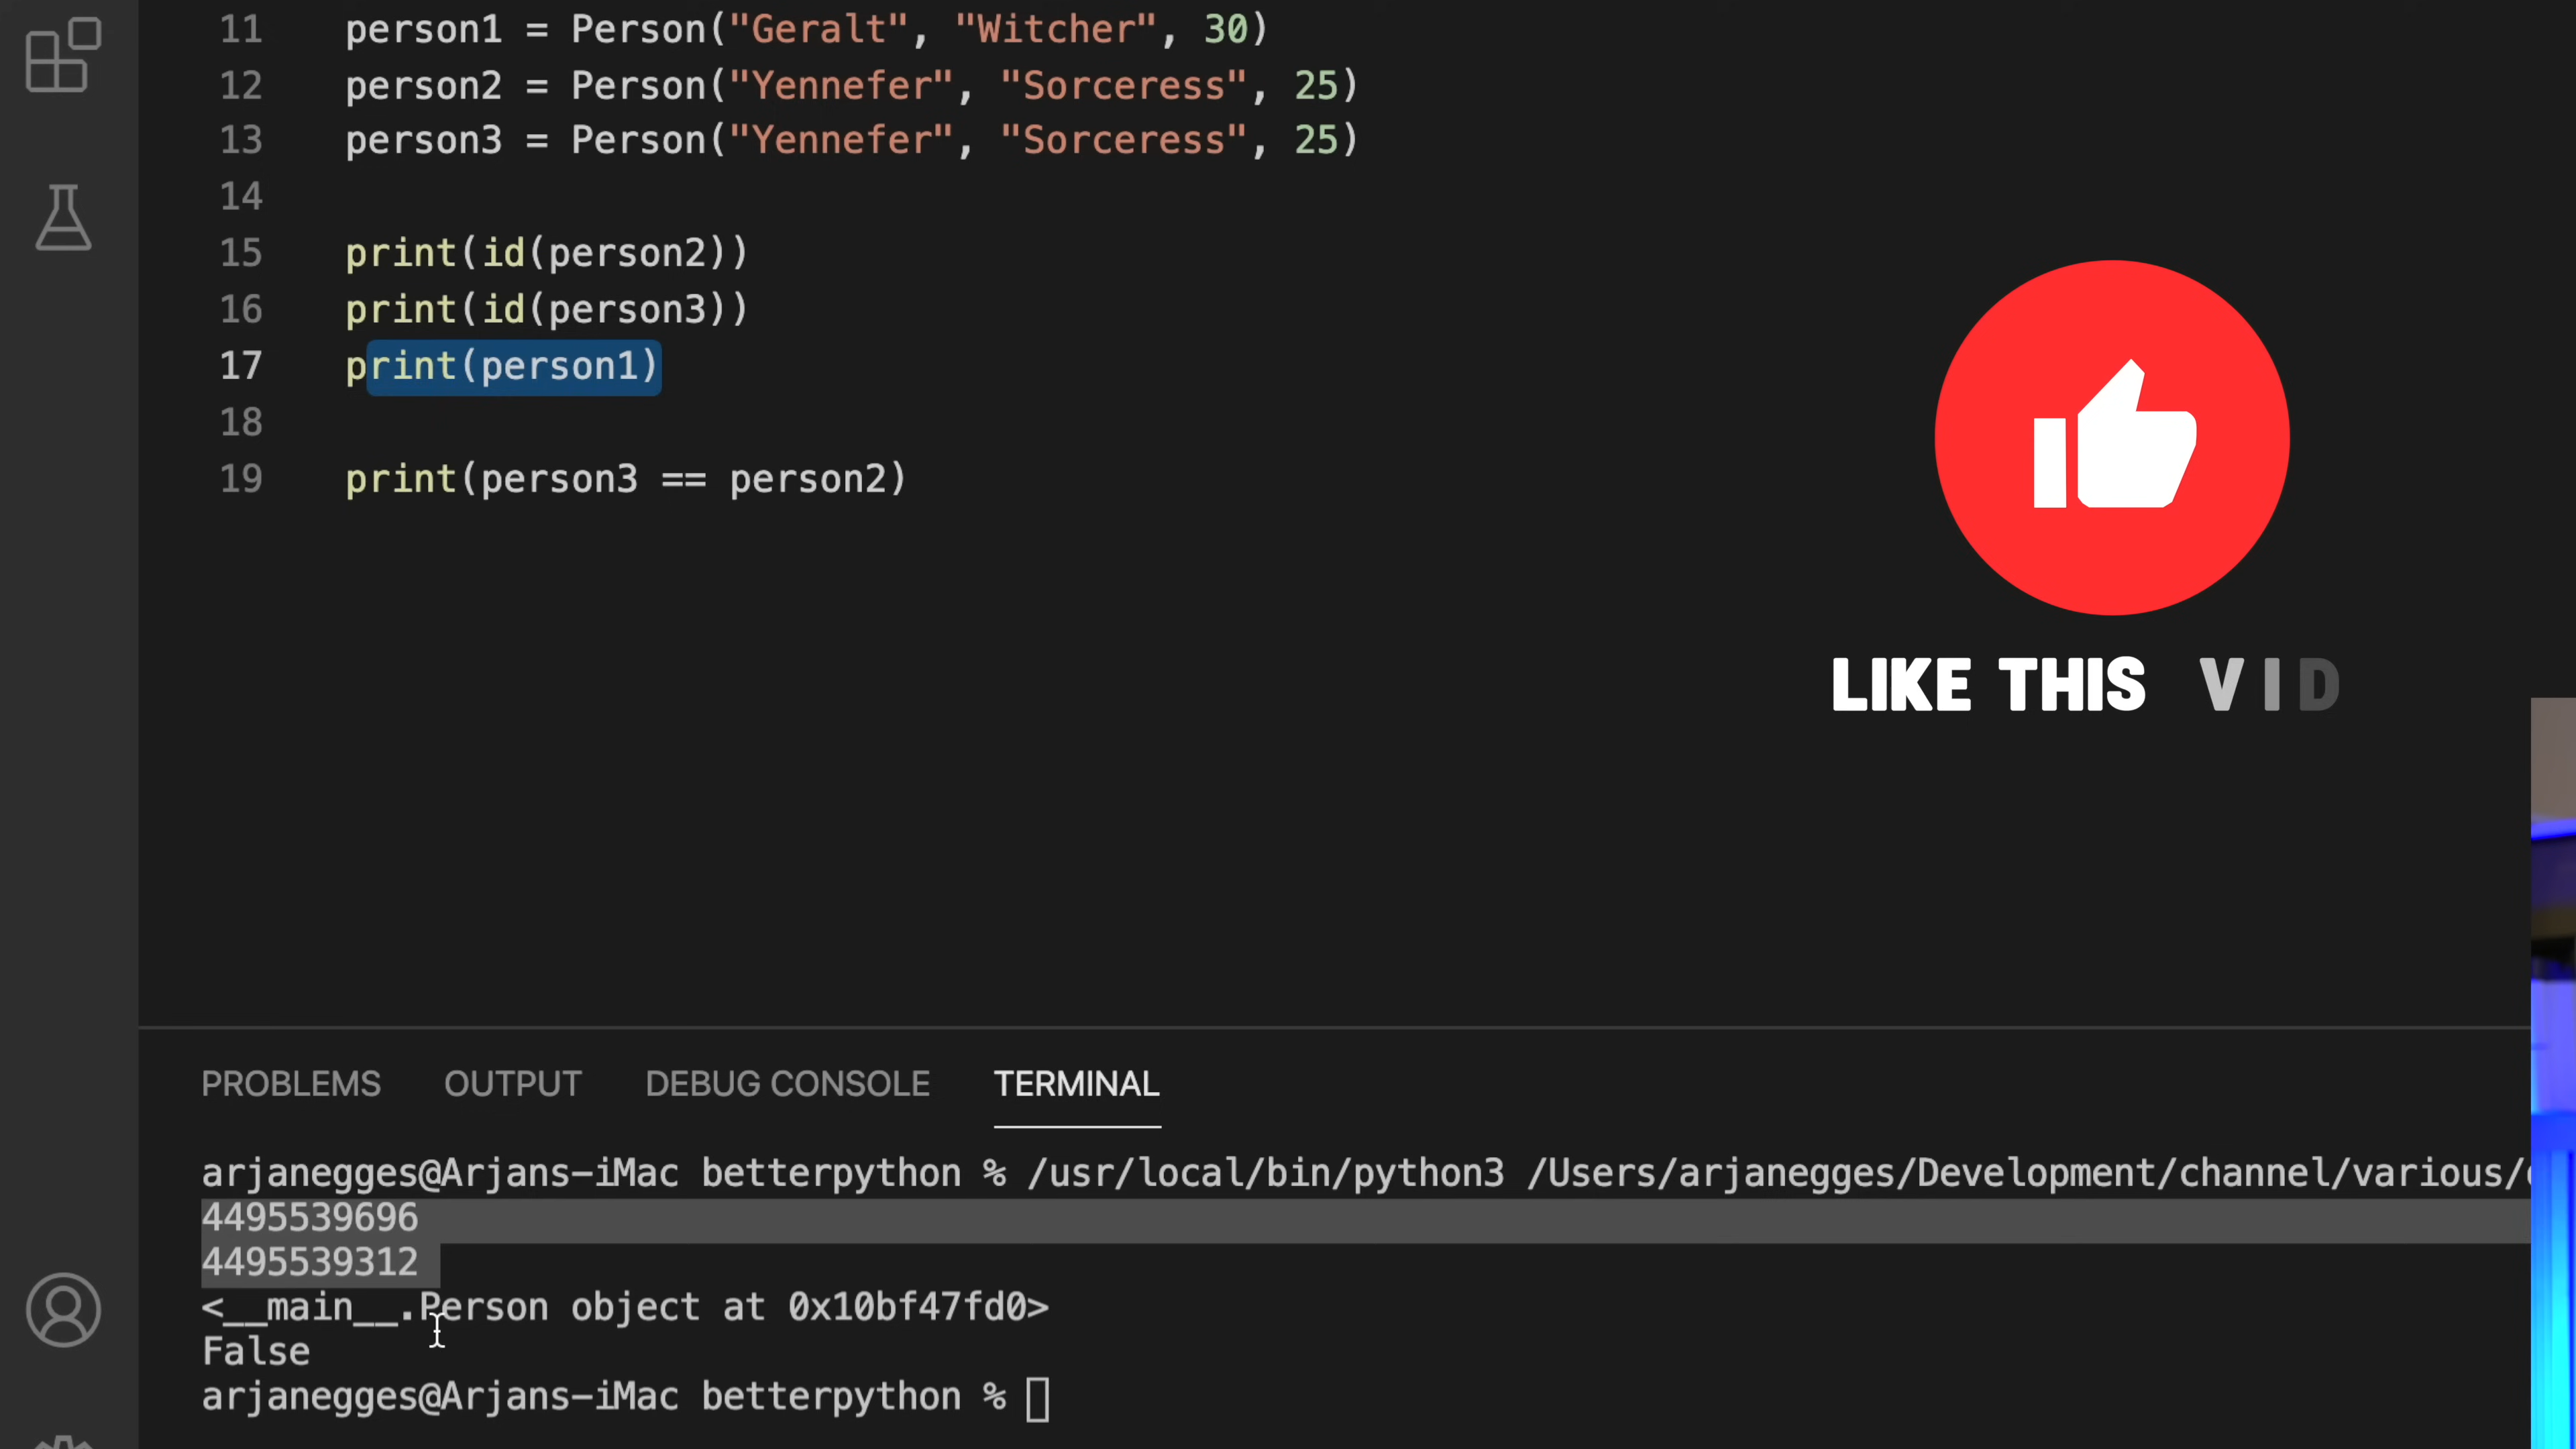 11 person1 = Person("Geralt", "Witcher", 30)
12 person2 = Person("Yennefer", "Sorceress", 25)
13 person3 = Person("Yennefer", "Sorceress", 25)
14
15 print(id(person2))
16 print(id(person3))
17 print(person1)
18
19 print(person3 == person2)
LIKE THIS VID
PROBLEMS OUTPUT DEBUG CONSOLE TERMINAL
arjanegges@Arjans-iMac betterpython % /usr/local/bin/python3 /Users/arjanegges/Development/channel/various/
4495539696
4495539312
<__main__.Person object at 0x10bf47fd0>
False
arjanegges@Arjans-iMac betterpython %